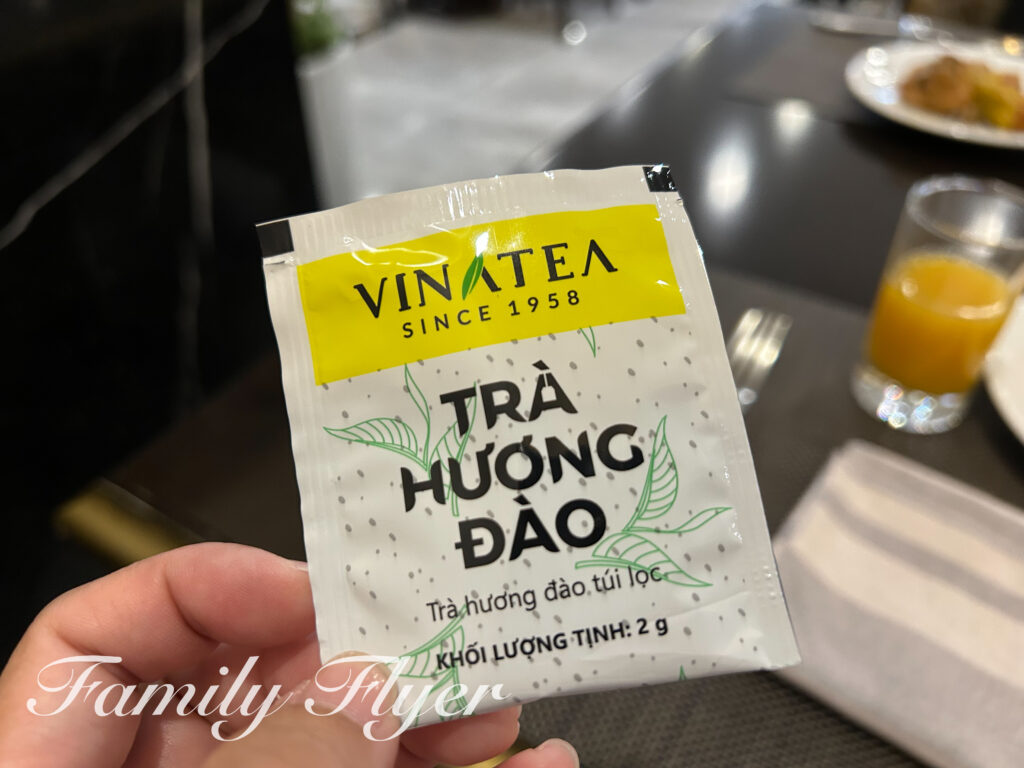 VINATEA
SINCE 1958
TRÀ
HƯƠNG
ĐÀO
Trà hương đào túi lọc
KHỐI LƯỢNG TỊNH: 2 g
Family Flyer